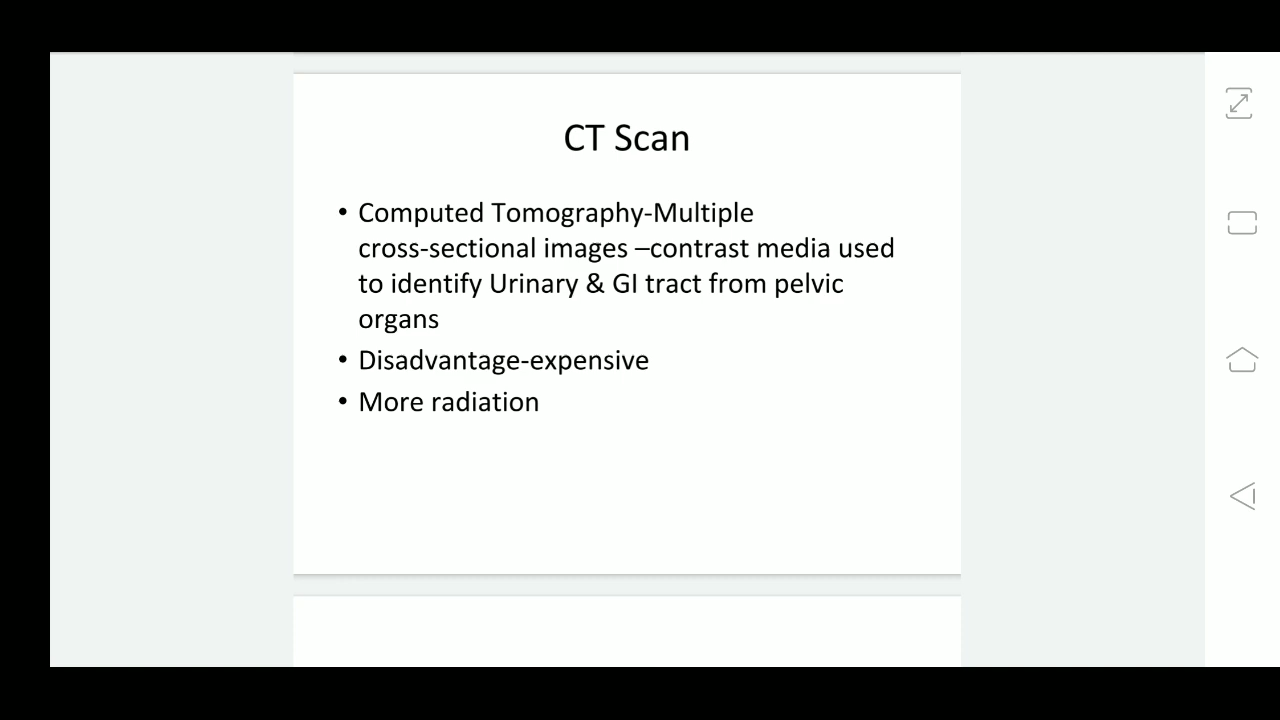 CT Scan
• Computed Tomography-Multiple
cross-sectional images –contrast media used
to identify Urinary & GI tract from pelvic
organs
• Disadvantage-expensive
• More radiation